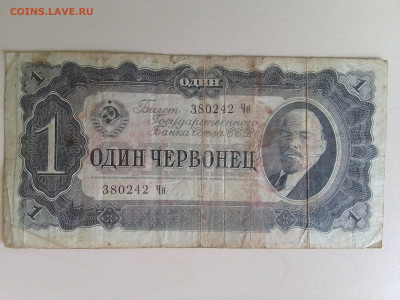 COINS.LAVE.RU
1
ОДИН
1
Билет 380242 Чи
Государственного
Банка Союза ССР
1
ОДИН ЧЕРВОНЕЦ
380242 Чи
1
1